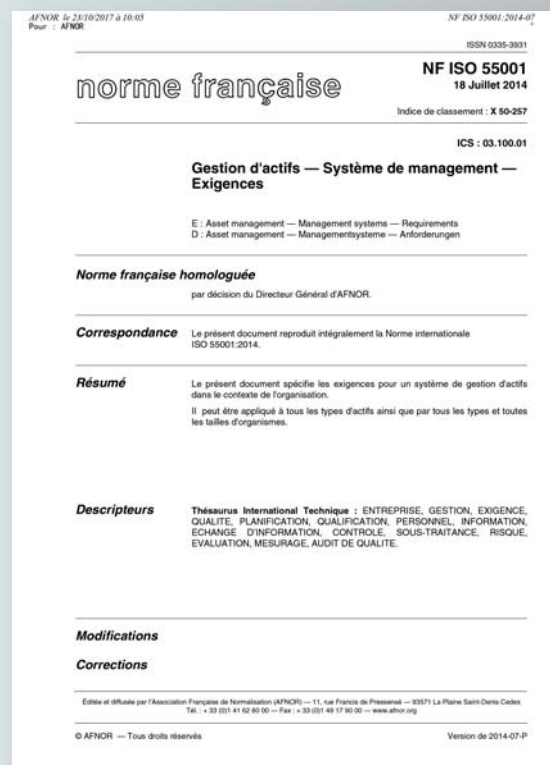 AFNOR le 23/10/2017 à 10:05
NF ISO 55001:2014-07
Pour : AFNOR
ISSN 0335-3931
norme française
NF ISO 55001
18 Juillet 2014
Indice de classement : X 50-257
ICS : 03.100.01
Gestion d'actifs — Système de management —
Exigences
E : Asset management — Management systems — Requirements
D : Asset management — Managementsysteme — Anforderungen
Norme française homologuée
par décision du Directeur Général d'AFNOR.
Correspondance
Le présent document reproduit intégralement la Norme internationale
ISO 55001:2014.
Résumé
Le présent document spécifie les exigences pour un système de gestion d'actifs
dans le contexte de l'organisation.
Il peut être appliqué à tous les types d'actifs ainsi que par tous les types et toutes
les tailles d'organismes.
Descripteurs
Thésaurus International Technique : ENTREPRISE, GESTION, EXIGENCE,
QUALITE, PLANIFICATION, QUALIFICATION, PERSONNEL, INFORMATION,
ECHANGE D'INFORMATION, CONTROLE, SOUS-TRAITANCE, RISQUE,
EVALUATION, MESURAGE, AUDIT DE QUALITE.
Modifications
Corrections
Éditée et diffusée par l'Association Française de Normalisation (AFNOR) — 11, rue Francis de Pressensé — 93571 La Plaine Saint-Denis Cedex
Tél. : + 33 (0)1 41 62 80 00 — Fax : + 33 (0)1 49 17 90 00 — www.afnor.org
© AFNOR — Tous droits réservés
Version de 2014-07-P